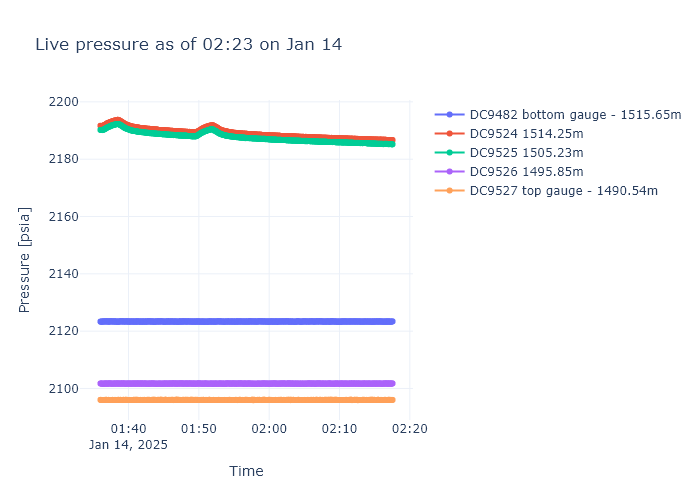 Live pressure as of 02:23 on Jan 14
2200
2180
2160
2140
2120
2100
Pressure [psia]
01:40
Jan 14, 2025
01:50
02:00
02:10
02:20
Time
DC9482 bottom gauge - 1515.65m
DC9524 1514.25m
DC9525 1505.23m
DC9526 1495.85m
DC9527 top gauge - 1490.54m